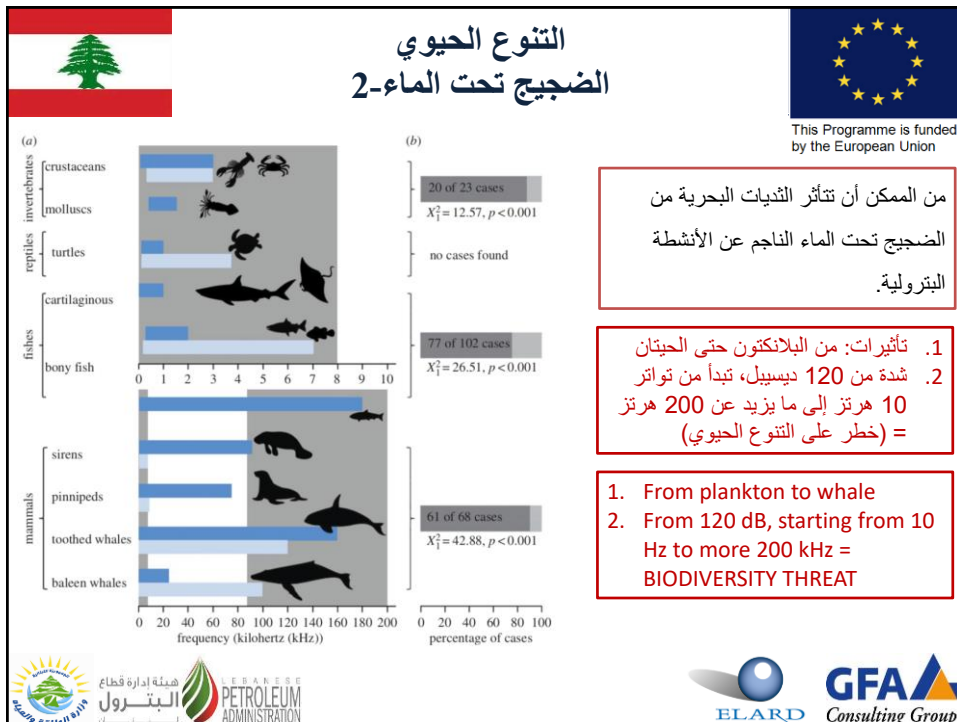 التنوع الحيوي
الضجيج تحت الماء-2
This Programme is funded
by the European Union
(a)
(b)
invertebrates
crustaceans
molluscs
20 of 23 cases
X²₁ = 12.57, p < 0.001
reptiles
turtles
no cases found
fishes
cartilaginous
bony fish
77 of 102 cases
X²₁ = 26.51, p < 0.001
0 1 2 3 4 5 6 7 8 9 10
mammals
sirens
pinnipeds
toothed whales
baleen whales
61 of 68 cases
X²₁ = 42.88, p < 0.001
0 20 40 60 80 100 120 140 160 180 200
frequency (kilohertz (kHz))
0 20 40 60 80 100
percentage of cases
من الممكن أن تتأثر الثديات البحرية من
الضجيج تحت الماء الناجم عن الأنشطة
البترولية.
1. تأثيرات: من البلانكتون حتى الحيتان
2. شدة من 120 ديسيبل، تبدأ من تواتر
10 هرتز إلى ما يزيد عن 200 هرتز
= (خطر على التنوع الحيوي)
1. From plankton to whale
2. From 120 dB, starting from 10
Hz to more 200 kHz =
BIODIVERSITY THREAT
هيئة إدارة قطاع
البتـرول
LEBANESE
PETROLEUM
ADMINISTRATION
ELARD
GFA
Consulting Group